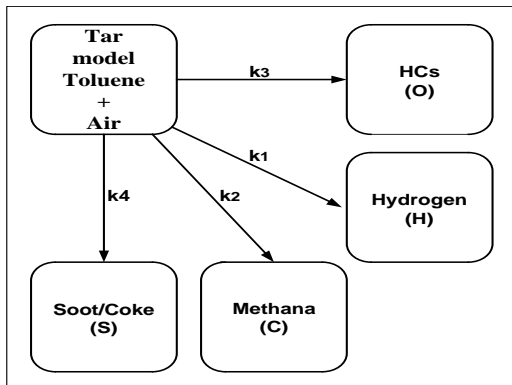 Tar
model
Toluene
+
Air
k3
HCs
(O)
k1
Hydrogen
(H)
k2
k4
Soot/Coke
(S)
Methana
(C)